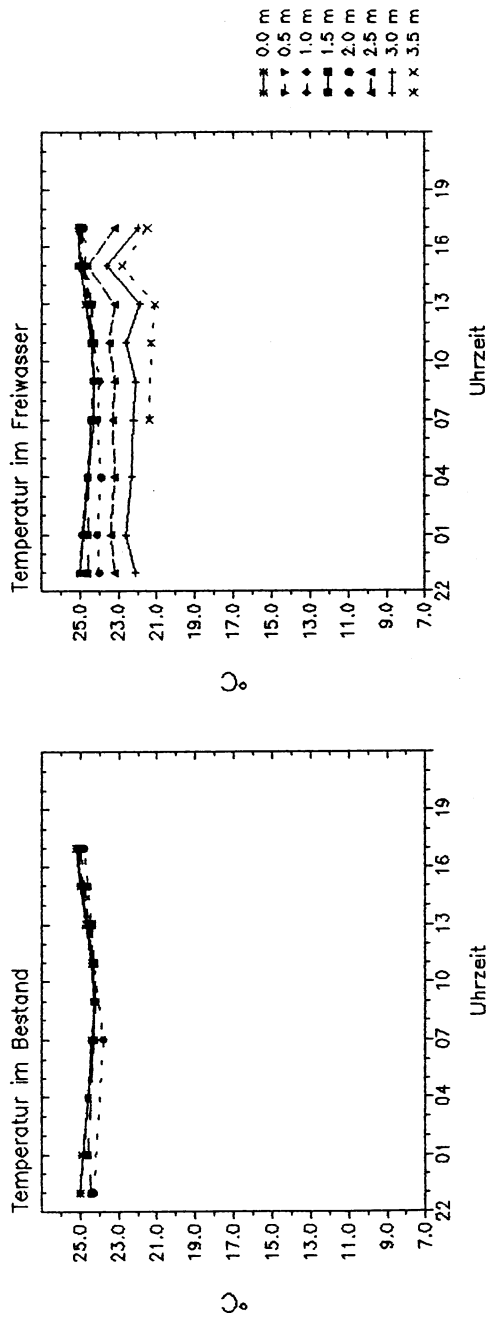 Temperatur im Bestand
°C
25.0
23.0
21.0
19.0
17.0
15.0
13.0
11.0
9.0
7.0
22 01 04 07 10 13 16 19
Uhrzeit
Temperatur im Freiwasser
°C
25.0
23.0
21.0
19.0
17.0
15.0
13.0
11.0
9.0
7.0
22 01 04 07 10 13 16 19
Uhrzeit
0.0 m
0.5 m
1.0 m
1.5 m
2.0 m
2.5 m
3.0 m
3.5 m